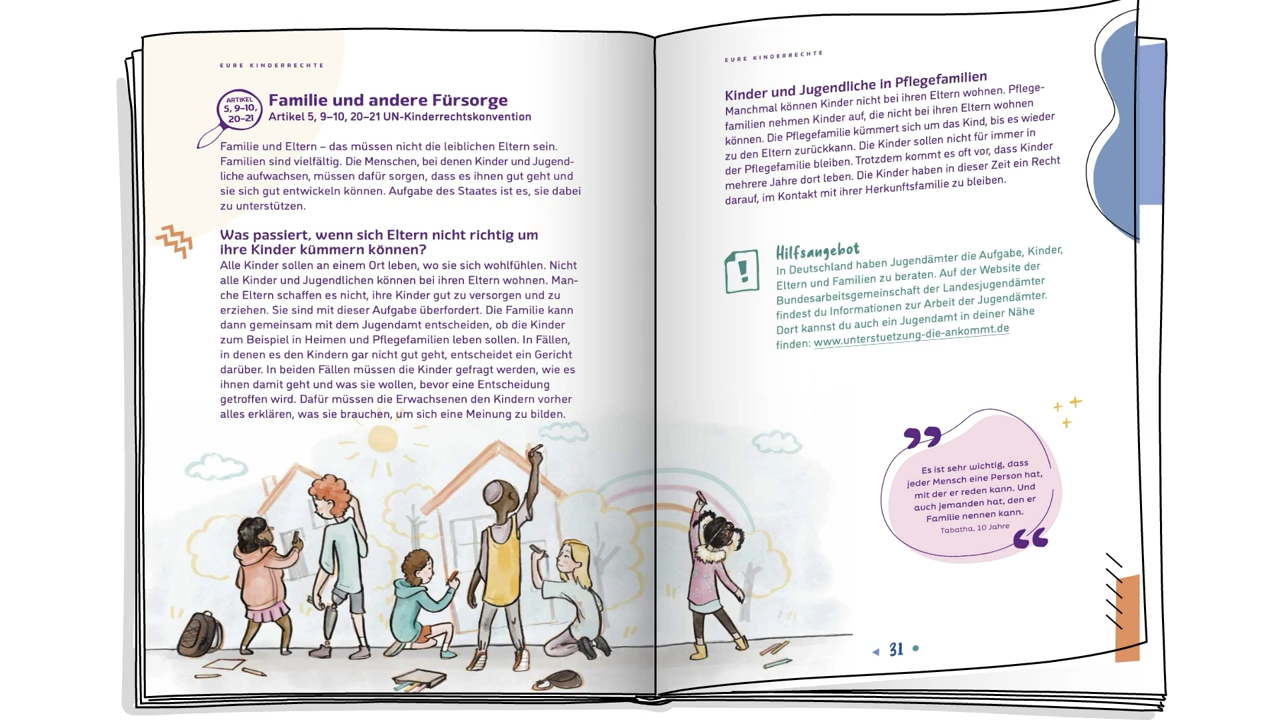 EURE KINDERRECHTE
ARTIKEL
5, 9–10,
20–21
Familie und andere Fürsorge
Artikel 5, 9–10, 20–21 UN-Kinderrechtskonvention
Familie und Eltern – das müssen nicht die leiblichen Eltern sein.
Familien sind vielfältig. Die Menschen, bei denen Kinder und Jugend-
liche aufwachsen, müssen dafür sorgen, dass es ihnen gut geht und
sie sich gut entwickeln können. Aufgabe des Staates ist es, sie dabei
zu unterstützen.
Was passiert, wenn sich Eltern nicht richtig um
ihre Kinder kümmern können?
Alle Kinder sollen an einem Ort leben, wo sie sich wohlfühlen. Nicht
alle Kinder und Jugendlichen können bei ihren Eltern wohnen. Man-
che Eltern schaffen es nicht, ihre Kinder gut zu versorgen und zu
erziehen. Sie sind mit dieser Aufgabe überfordert. Die Familie kann
dann gemeinsam mit dem Jugendamt entscheiden, ob die Kinder
zum Beispiel in Heimen und Pflegefamilien leben sollen. In Fällen,
in denen es den Kindern gar nicht gut geht, entscheidet ein Gericht
darüber. In beiden Fällen müssen die Kinder gefragt werden, wie es
ihnen damit geht und was sie wollen, bevor eine Entscheidung
getroffen wird. Dafür müssen die Erwachsenen den Kindern vorher
alles erklären, was sie brauchen, um sich eine Meinung zu bilden.
EURE KINDERRECHTE
Kinder und Jugendliche in Pflegefamilien
Manchmal können Kinder nicht bei ihren Eltern wohnen. Pflege-
familien nehmen Kinder auf, die nicht bei ihren Eltern wohnen
können. Die Pflegefamilie kümmert sich um das Kind, bis es wieder
zu den Eltern zurückkann. Die Kinder sollen nicht für immer in
der Pflegefamilie bleiben. Trotzdem kommt es oft vor, dass Kinder
mehrere Jahre dort leben. Die Kinder haben in dieser Zeit ein Recht
darauf, im Kontakt mit ihrer Herkunftsfamilie zu bleiben.
Hilfsangebot
In Deutschland haben Jugendämter die Aufgabe, Kinder,
Eltern und Familien zu beraten. Auf der Website der
Bundesarbeitsgemeinschaft der Landesjugendämter
findest du Informationen zur Arbeit der Jugendämter.
Dort kannst du auch ein Jugendamt in deiner Nähe
finden: www.unterstuetzung-die-ankommt.de
Es ist sehr wichtig, dass
jeder Mensch eine Person hat,
mit der er reden kann. Und
auch jemanden hat, den er
Familie nennen kann.
Tabatha, 10 Jahre
31